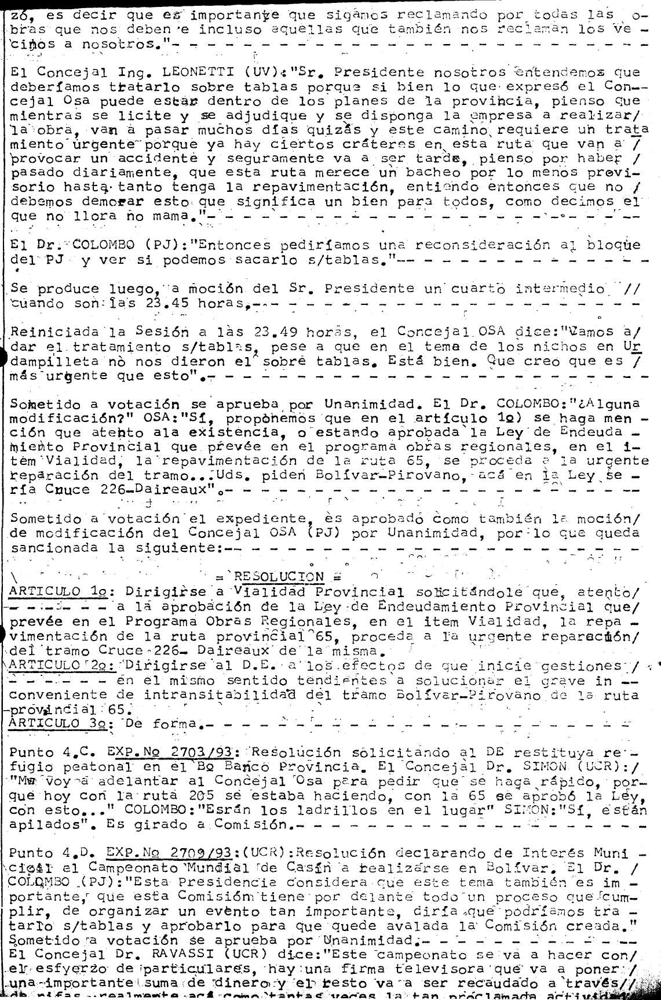 zó, es decir que es importante que sigamos reclamando por todas las o-
bras que nos deben e incluso aquellas que también nos reclaman los ve -
cinos a nosotros."- - - - - - - - - - - - - - - - - - - - - - - - - - -
El Concejal Ing. LEONETTI (UV):"Sr. Presidente nosotros entendemos que
deberíamos tratarlo sobre tablas porque si bien lo que expresó el Con--
cejal Osa puede estar dentro de los planes de la provincia, pienso que
mientras se licite y se adjudique y se disponga la empresa a realizar/
la obra, van a pasar muchos días quizás y este camino requiere un trata
miento urgente porque ya hay ciertos cráteres en esta ruta que van a /
provocar un accidente y seguramente va a ser tarde, pienso por haber /
pasado diariamente, que esta ruta merece un bacheo por lo menos provi-
sorio hasta tanto tenga la repavimentación, entiendo entonces que no /
debemos demorar esto que significa un bien para todos, como decimos el
que no llora no mama."- - - - - - - - - - - - - - - - - - - - - - - --
El Dr. COLOMBO (PJ):"Entonces pediríamos una reconsideración al bloque
del PJ y ver si podemos sacarlo s/tablas."-- - - - - - - - - - - - - -
Se produce luego, a moción del Sr. Presidente un cuarto intermedio //
cuando son las 23.45 horas,- - - - - - - - - - - - - - - - - - - - - -
Reiniciada la Sesión a las 23.49 horas, el Concejal OSA dice:"Vamos a/
dar el tratamiento s/tablas, pese a que en el tema de los nichos en Ur
dampilleta no nos dieron el sobre tablas. Está bien. Que creo que es /
más urgente que esto".- - - - - - - - - - - - - - - - - - - - - - - -
Sometido a votación se aprueba por Unanimidad. El Dr. COLOMBO:"¿Alguna
modificación?" OSA:"Sí, proponemos que en el artículo 1º) se haga men -
ción que atento ala existencia, o estando aprobada la Ley de Endeuda -
miento Provincial que prevée en el programa obras regionales, en el i-
tem Vialidad, la repavimentación de la ruta 65, se proceda a la urgente
reparación del tramo...Uds. piden Bolívar-Pirovano, acá en la Ley se -
ría Cruce 226-Daireaux".- - - - - - - - - - - - - - - - - - - - - - --
Sometido a votación el expediente, es aprobado como también la moción/
de modificación del Concejal OSA (PJ) por Unanimidad, por lo que queda
sancionada la siguiente:-- - - - - - - - - - - - - - - - - - - - - - -
= RESOLUCION =
ARTICULO 1º: Dirigirse a Vialidad Provincial solicitándole que, atento/
- - - - - - - a la aprobación de la Ley de Endeudamiento Provincial que/
prevée en el Programa Obras Regionales, en el item Vialidad, la repa -
vimentación de la ruta provincial 65, proceda a la urgente reparación/
del tramo Cruce 226- Daireaux de la misma.
ARTICULO 2º: Dirigirse al D.E. a los efectos de que inicie gestiones /
- - - - - - - en el mismo sentido tendientes a solucionar el grave in --
conveniente de intransitabilidad del tramo Bolívar-Pirovano de la ruta
provincial 65.
ARTICULO 3º: De forma.- - - - - - - - - - - - - - - - - - - - - - - -
Punto 4.C. EXP.Nº 2703/93: Resolución solicitando al DE restituya re -
fugio peatonal en el Bº Banco Provincia. El Concejal Dr. SIMON (UCR):/
"Me voy a adelantar al Concejal Osa para pedir que se haga rápido, por-
que hoy con la ruta 205 se estaba haciendo, con la 65 se aprobó la Ley,
con esto..." COLOMBO:"Esrán los ladrillos en el lugar" SIMON:"Sí, están
apilados". Es girado a Comisión.- - - - - - - - - - - - - - - - - - -
Punto 4.D. EXP.Nº 2709/93:(UCR):Resolución declarando de Interés Muni -
cipal el Campeonato Mundial de Casín a realizarse en Bolívar. El Dr. /
COLOMBO (PJ):"Esta Presidencia considera que este tema también es im -
portante, que esta Comisión tiene por delante todo un proceso que cum-
plir, de organizar un evento tan importante, diría que podríamos tra -
tarlo s/tablas y aprobarlo para que quede avalada la Comisión creada."
Sometido a votación se aprueba por Unanimidad.- - - - - - - - - - - --
El Concejal Dr. RAVASSI (UCR) dice:"Este campeonato se va a hacer con/
el esfyerzo de particulares, hay una firma televisora que va a poner /
una importante suma de dinero y el resto va a ser recaudado a través//
de rifas realmente acá como tantas veces la tan proclamada